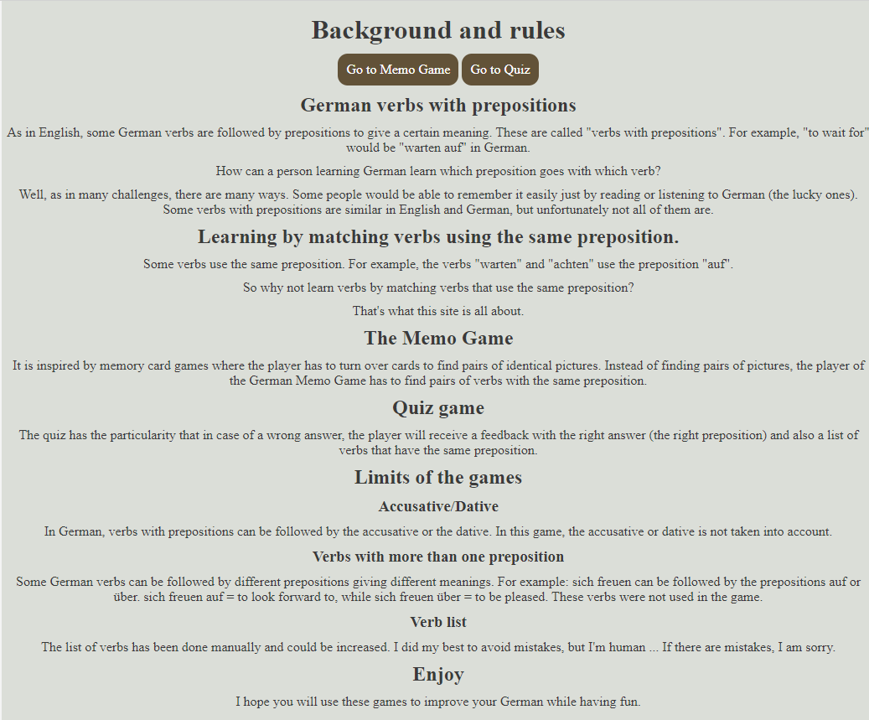 Background and rules
Go to Memo Game Go to Quiz
German verbs with prepositions
As in English, some German verbs are followed by prepositions to give a certain meaning. These are called "verbs with prepositions". For example, "to wait for"
would be "warten auf" in German.
How can a person learning German learn which preposition goes with which verb?
Well, as in many challenges, there are many ways. Some people would be able to remember it easily just by reading or listening to German (the lucky ones).
Some verbs with prepositions are similar in English and German, but unfortunately not all of them are.
Learning by matching verbs using the same preposition.
Some verbs use the same preposition. For example, the verbs "warten" and "achten" use the preposition "auf".
So why not learn verbs by matching verbs that use the same preposition?
That's what this site is all about.
The Memo Game
It is inspired by memory card games where the player has to turn over cards to find pairs of identical pictures. Instead of finding pairs of pictures, the player of
the German Memo Game has to find pairs of verbs with the same preposition.
Quiz game
The quiz has the particularity that in case of a wrong answer, the player will receive a feedback with the right answer (the right preposition) and also a list of
verbs that have the same preposition.
Limits of the games
Accusative/Dative
In German, verbs with prepositions can be followed by the accusative or the dative. In this game, the accusative or dative is not taken into account.
Verbs with more than one preposition
Some German verbs can be followed by different prepositions giving different meanings. For example: sich freuen can be followed by the prepositions auf or
über. sich freuen auf = to look forward to, while sich freuen über = to be pleased. These verbs were not used in the game.
Verb list
The list of verbs has been done manually and could be increased. I did my best to avoid mistakes, but I'm human ... If there are mistakes, I am sorry.
Enjoy
I hope you will use these games to improve your German while having fun.